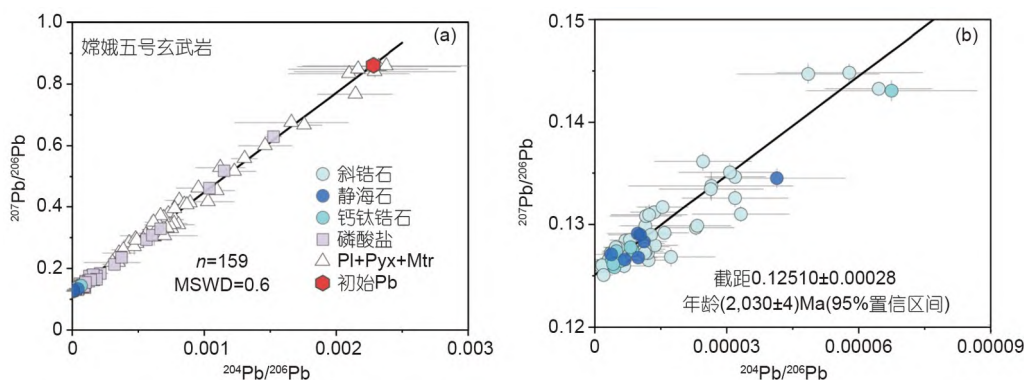 1.0
0.8
0.6
0.4
0.2
0
²⁰⁷Pb/²⁰⁶Pb
(a)
嫦娥五号玄武岩
斜锆石
静海石
钙钛锆石
磷酸盐
Pl+Pyx+Mtr
初始Pb
n=159
MSWD=0.6
0
0.001
0.002
0.003
²⁰⁴Pb/²⁰⁶Pb
0.15
0.14
0.13
0.12
²⁰⁷Pb/²⁰⁶Pb
(b)
截距0.12510±0.00028
年龄(2,030±4)Ma(95%置信区间)
0
0.00003
0.00006
0.00009
²⁰⁴Pb/²⁰⁶Pb